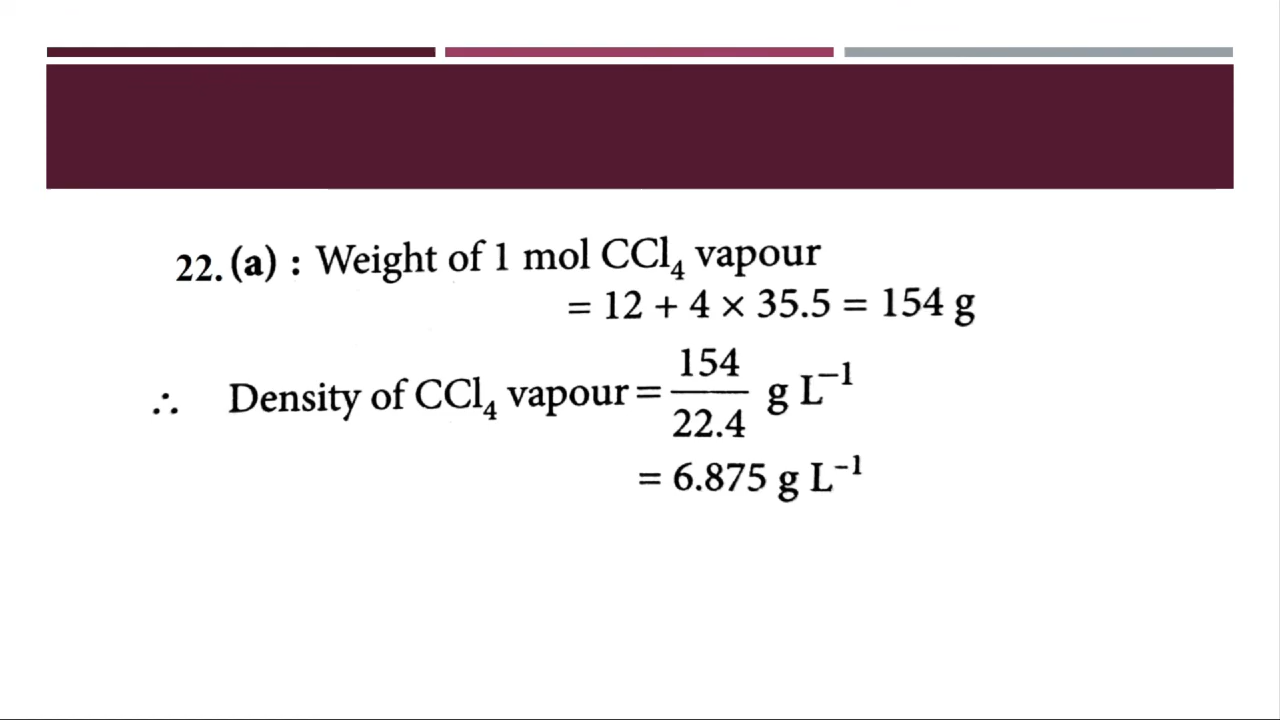 22. (a) : Weight of 1 mol CCl₄ vapour
= 12 + 4 × 35.5 = 154 g
∴ Density of CCl₄ vapour = 154/22.4 g L⁻¹
= 6.875 g L⁻¹